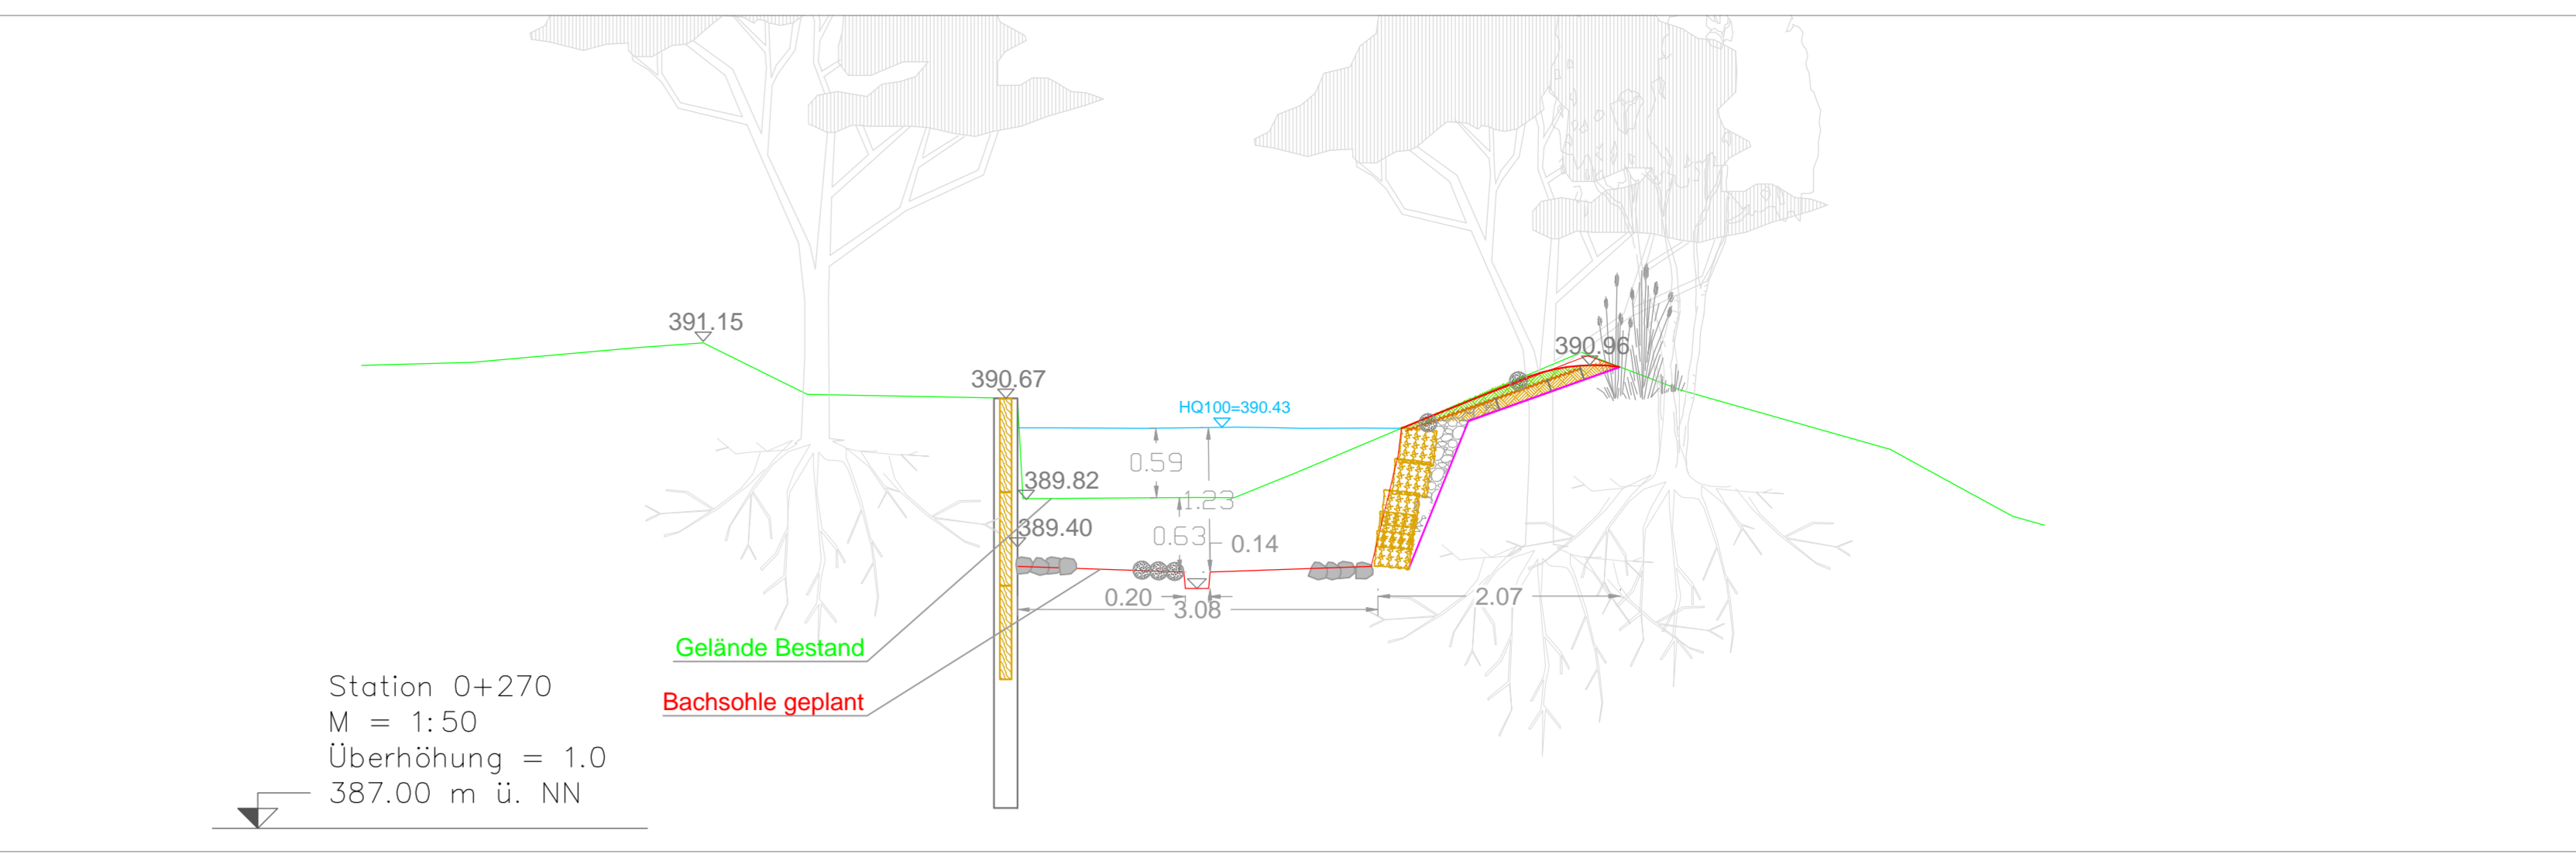 391.15
390.96
390.67
HQ100=390.43
0.59
389.82
1.23
389.40
0.63
0.14
0.20
3.08
2.07
Gelände Bestand
Bachsohle geplant
Station 0+270
M = 1:50
Überhöhung = 1.0
387.00 m ü. NN